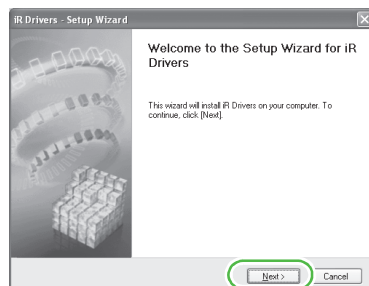 iR Drivers - Setup Wizard
Welcome to the Setup Wizard for iR
Drivers
This wizard will install iR Drivers on your computer. To
continue, click [Next].
Next >
Cancel